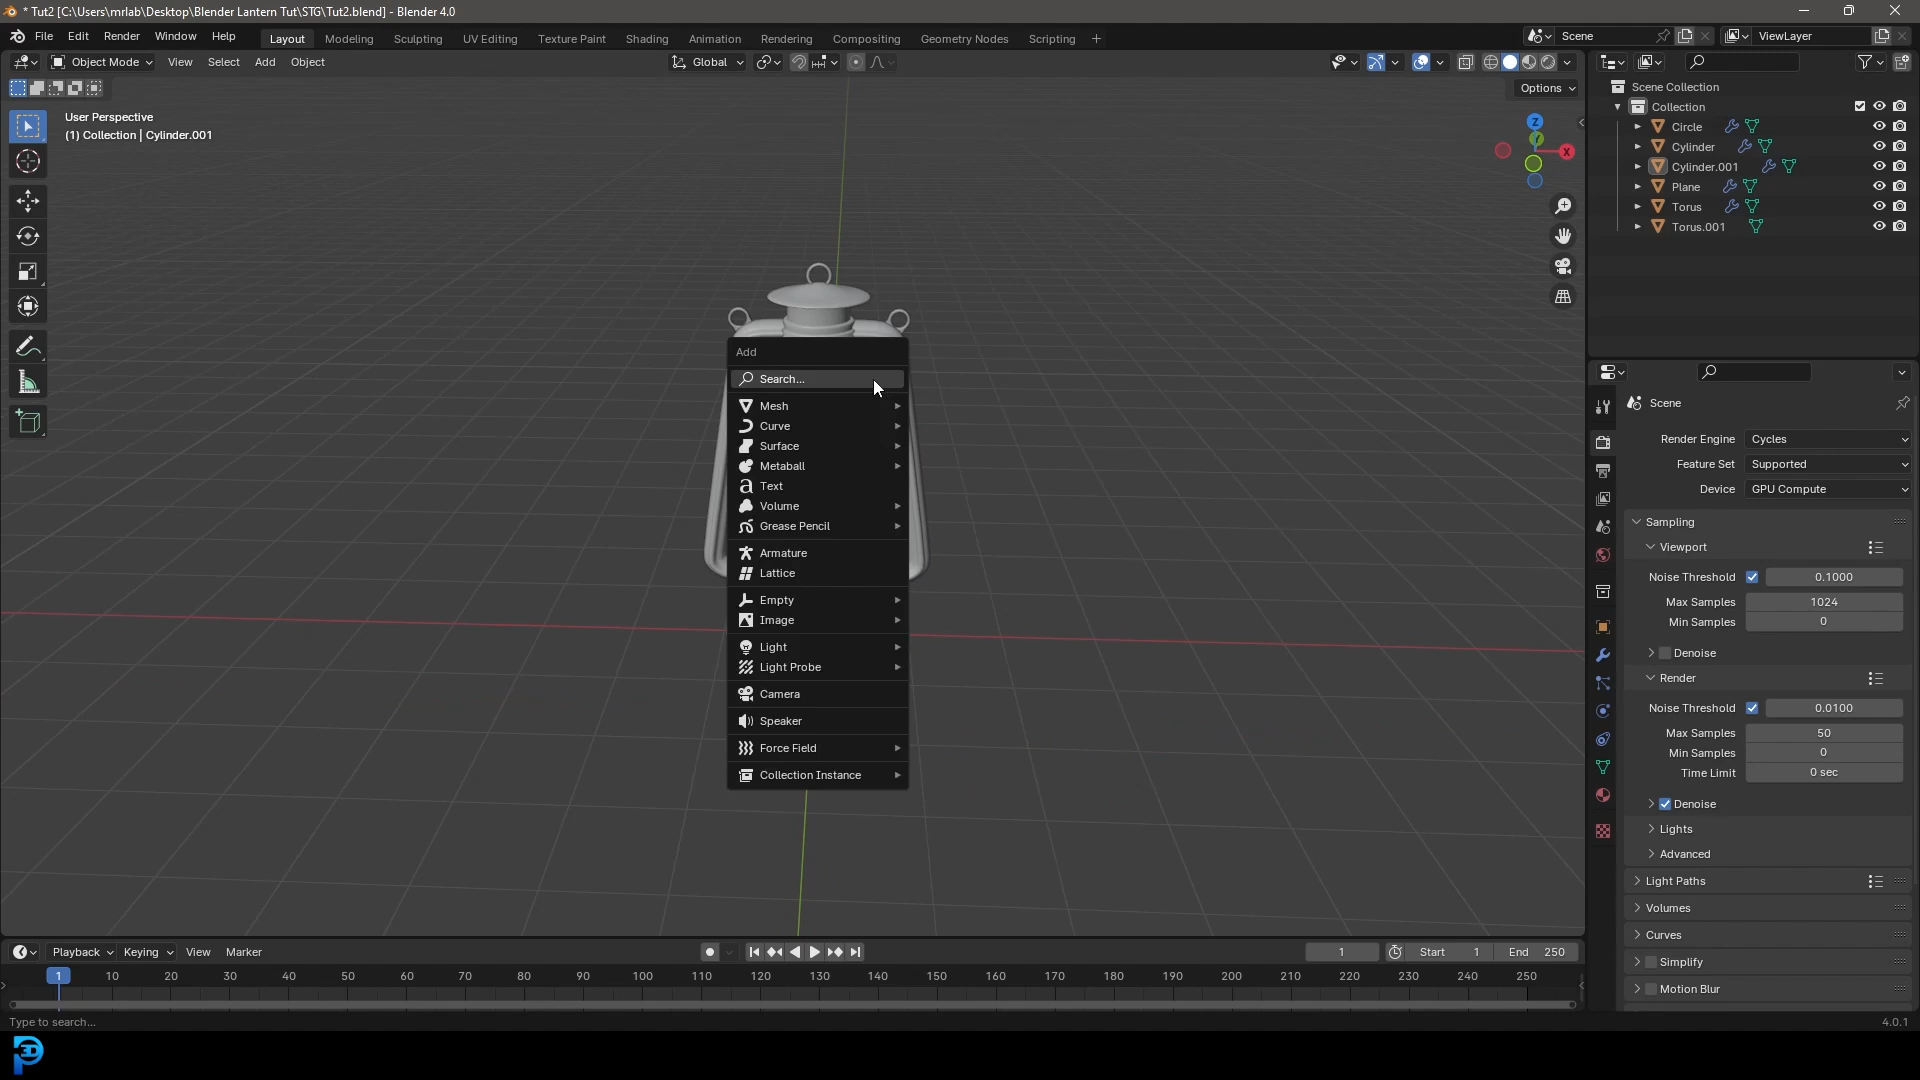 * Tut2 [C:\Users\mrlab\Desktop\Blender Lantern Tut\STG\Tut2.blend] - Blender 4.0
File Edit Render Window Help Layout Modeling Sculpting UV Editing Texture Paint Shading Animation Rendering Compositing Geometry Nodes Scripting + Scene ViewLayer
Object Mode View Select Add Object Global
Options
User Perspective
(1) Collection | Cylinder.001
Z
Y
X
Add
Search...
Mesh
Curve
Surface
Metaball
Text
Volume
Grease Pencil
Armature
Lattice
Empty
Image
Light
Light Probe
Camera
Speaker
Force Field
Collection Instance
Scene Collection
Collection
Circle
Cylinder
Cylinder.001
Plane
Torus
Torus.001
Scene
Render Engine Cycles
Feature Set Supported
Device GPU Compute
Sampling
Viewport
Noise Threshold 0.1000
Max Samples 1024
Min Samples 0
Denoise
Render
Noise Threshold 0.0100
Max Samples 50
Min Samples 0
Time Limit 0 sec
Denoise
Lights
Advanced
Light Paths
Volumes
Curves
Simplify
Motion Blur
Playback Keying View Marker 1 Start 1 End 250
1 10 20 30 40 50 60 70 80 90 100 110 120 130 140 150 160 170 180 190 200 210 220 230 240 250
Type to search... 4.0.1
3D